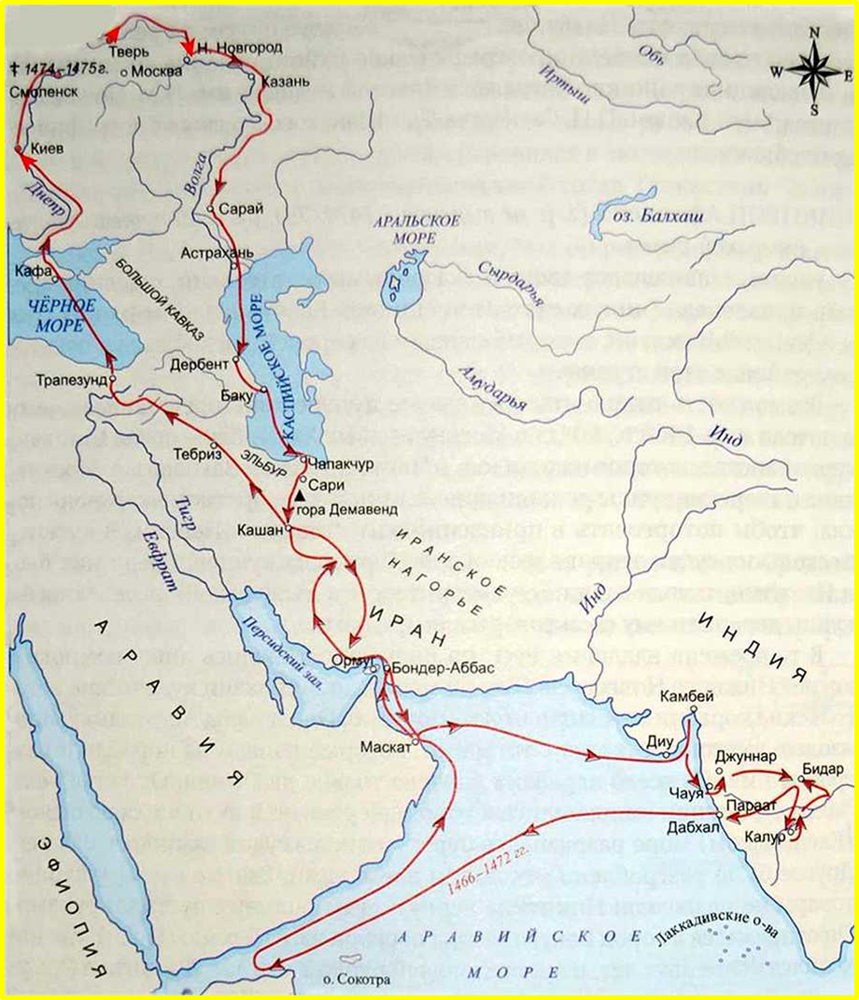 N
W E
S
Обь
Иртыш
Тверь
Н. Новгород
† 1474–1475 г.
Москва
Казань
Смоленск
Киев
Волга
Днепр
Сарай
оз. Балхаш
АРАЛЬСКОЕ
МОРЕ
Астрахань
Кафа
БОЛЬШОЙ КАВКАЗ
Сырдарья
ЧЁРНОЕ
МОРЕ
КАСПИЙСКОЕ МОРЕ
Дербент
Трапезунд
Баку
Амударья
Инд
Тебриз
ЭЛЬБУР
Чапакчур
Сари
гора Демавенд
Тигр
Кашан
Евфрат
ИРАНСКОЕ
НАГОРЬЕ
Инд
ИРАН
ИНДИЯ
АРАВИЯ
Персидский зал.
Ормуз
Бондер-Аббас
Камбей
Маскат
Диу
Джуннар
Бидар
Чаул
Параат
Дабхал
Калур
1466–1472 гг.
ЭФИОПИЯ
АРАВИЙСКОЕ
МОРЕ
Лаккадивские о-ва
о. Сокотра